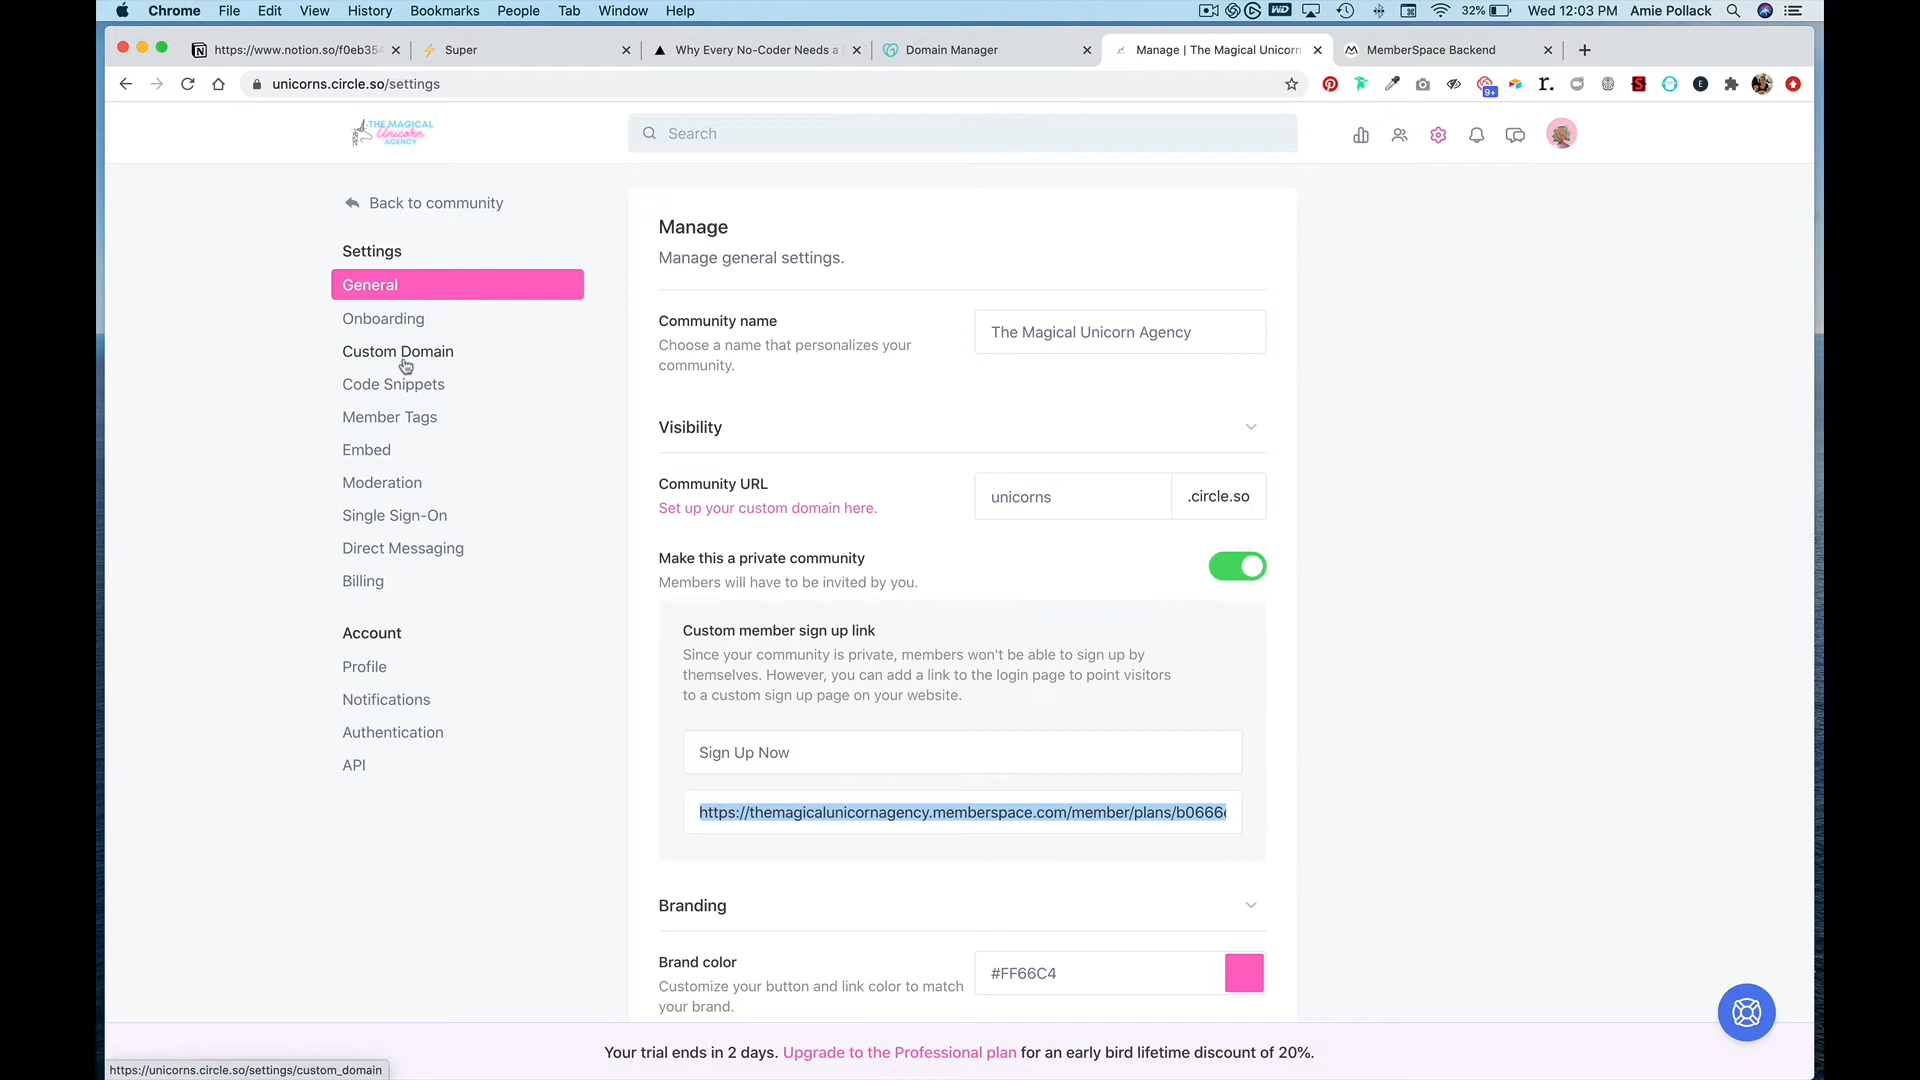 Chrome File Edit View History Bookmarks People Tab Window Help
32% Wed 12:03 PM Amie Pollack
https://www.notion.so/f0eb354
Super
Why Every No-Coder Needs a
Domain Manager
Manage | The Magical Unicorn
MemberSpace Backend
unicorns.circle.so/settings
9+
THE MAGICAL
Unicorn
AGENCY
Search
Back to community
Settings
General
Onboarding
Custom Domain
Code Snippets
Member Tags
Embed
Moderation
Single Sign-On
Direct Messaging
Billing
Account
Profile
Notifications
Authentication
API
Manage
Manage general settings.
Community name
Choose a name that personalizes your
community.
The Magical Unicorn Agency
Visibility
Community URL
Set up your custom domain here.
unicorns
.circle.so
Make this a private community
Members will have to be invited by you.
Custom member sign up link
Since your community is private, members won't be able to sign up by
themselves. However, you can add a link to the login page to point visitors
to a custom sign up page on your website.
Sign Up Now
https://themagicalunicornagency.memberspace.com/member/plans/b0666
Branding
Brand color
Customize your button and link color to match
your brand.
#FF66C4
Your trial ends in 2 days. Upgrade to the Professional plan for an early bird lifetime discount of 20%.
https://unicorns.circle.so/settings/custom_domain